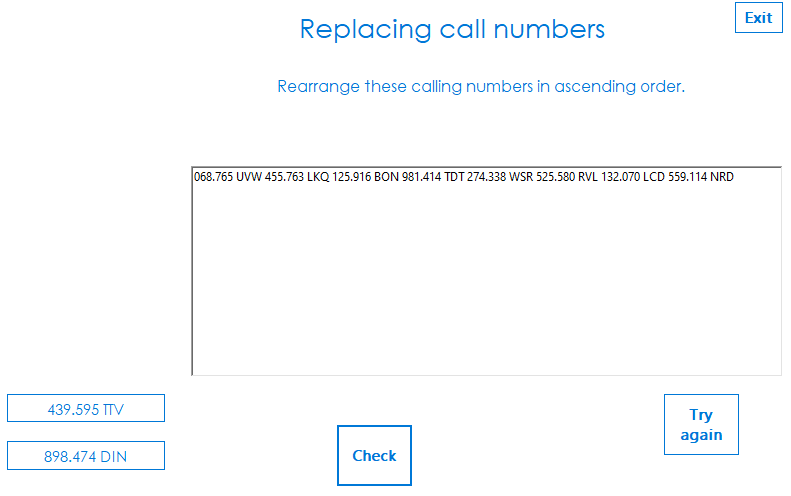 Replacing call numbers
Exit
Rearrange these calling numbers in ascending order.
068.765 UVW 455.763 LKQ 125.916 BON 981.414 TDT 274.338 WSR 525.580 RVL 132.070 LCD 559.114 NRD
439.595 TTV
898.474 DIN
Check
Try
again